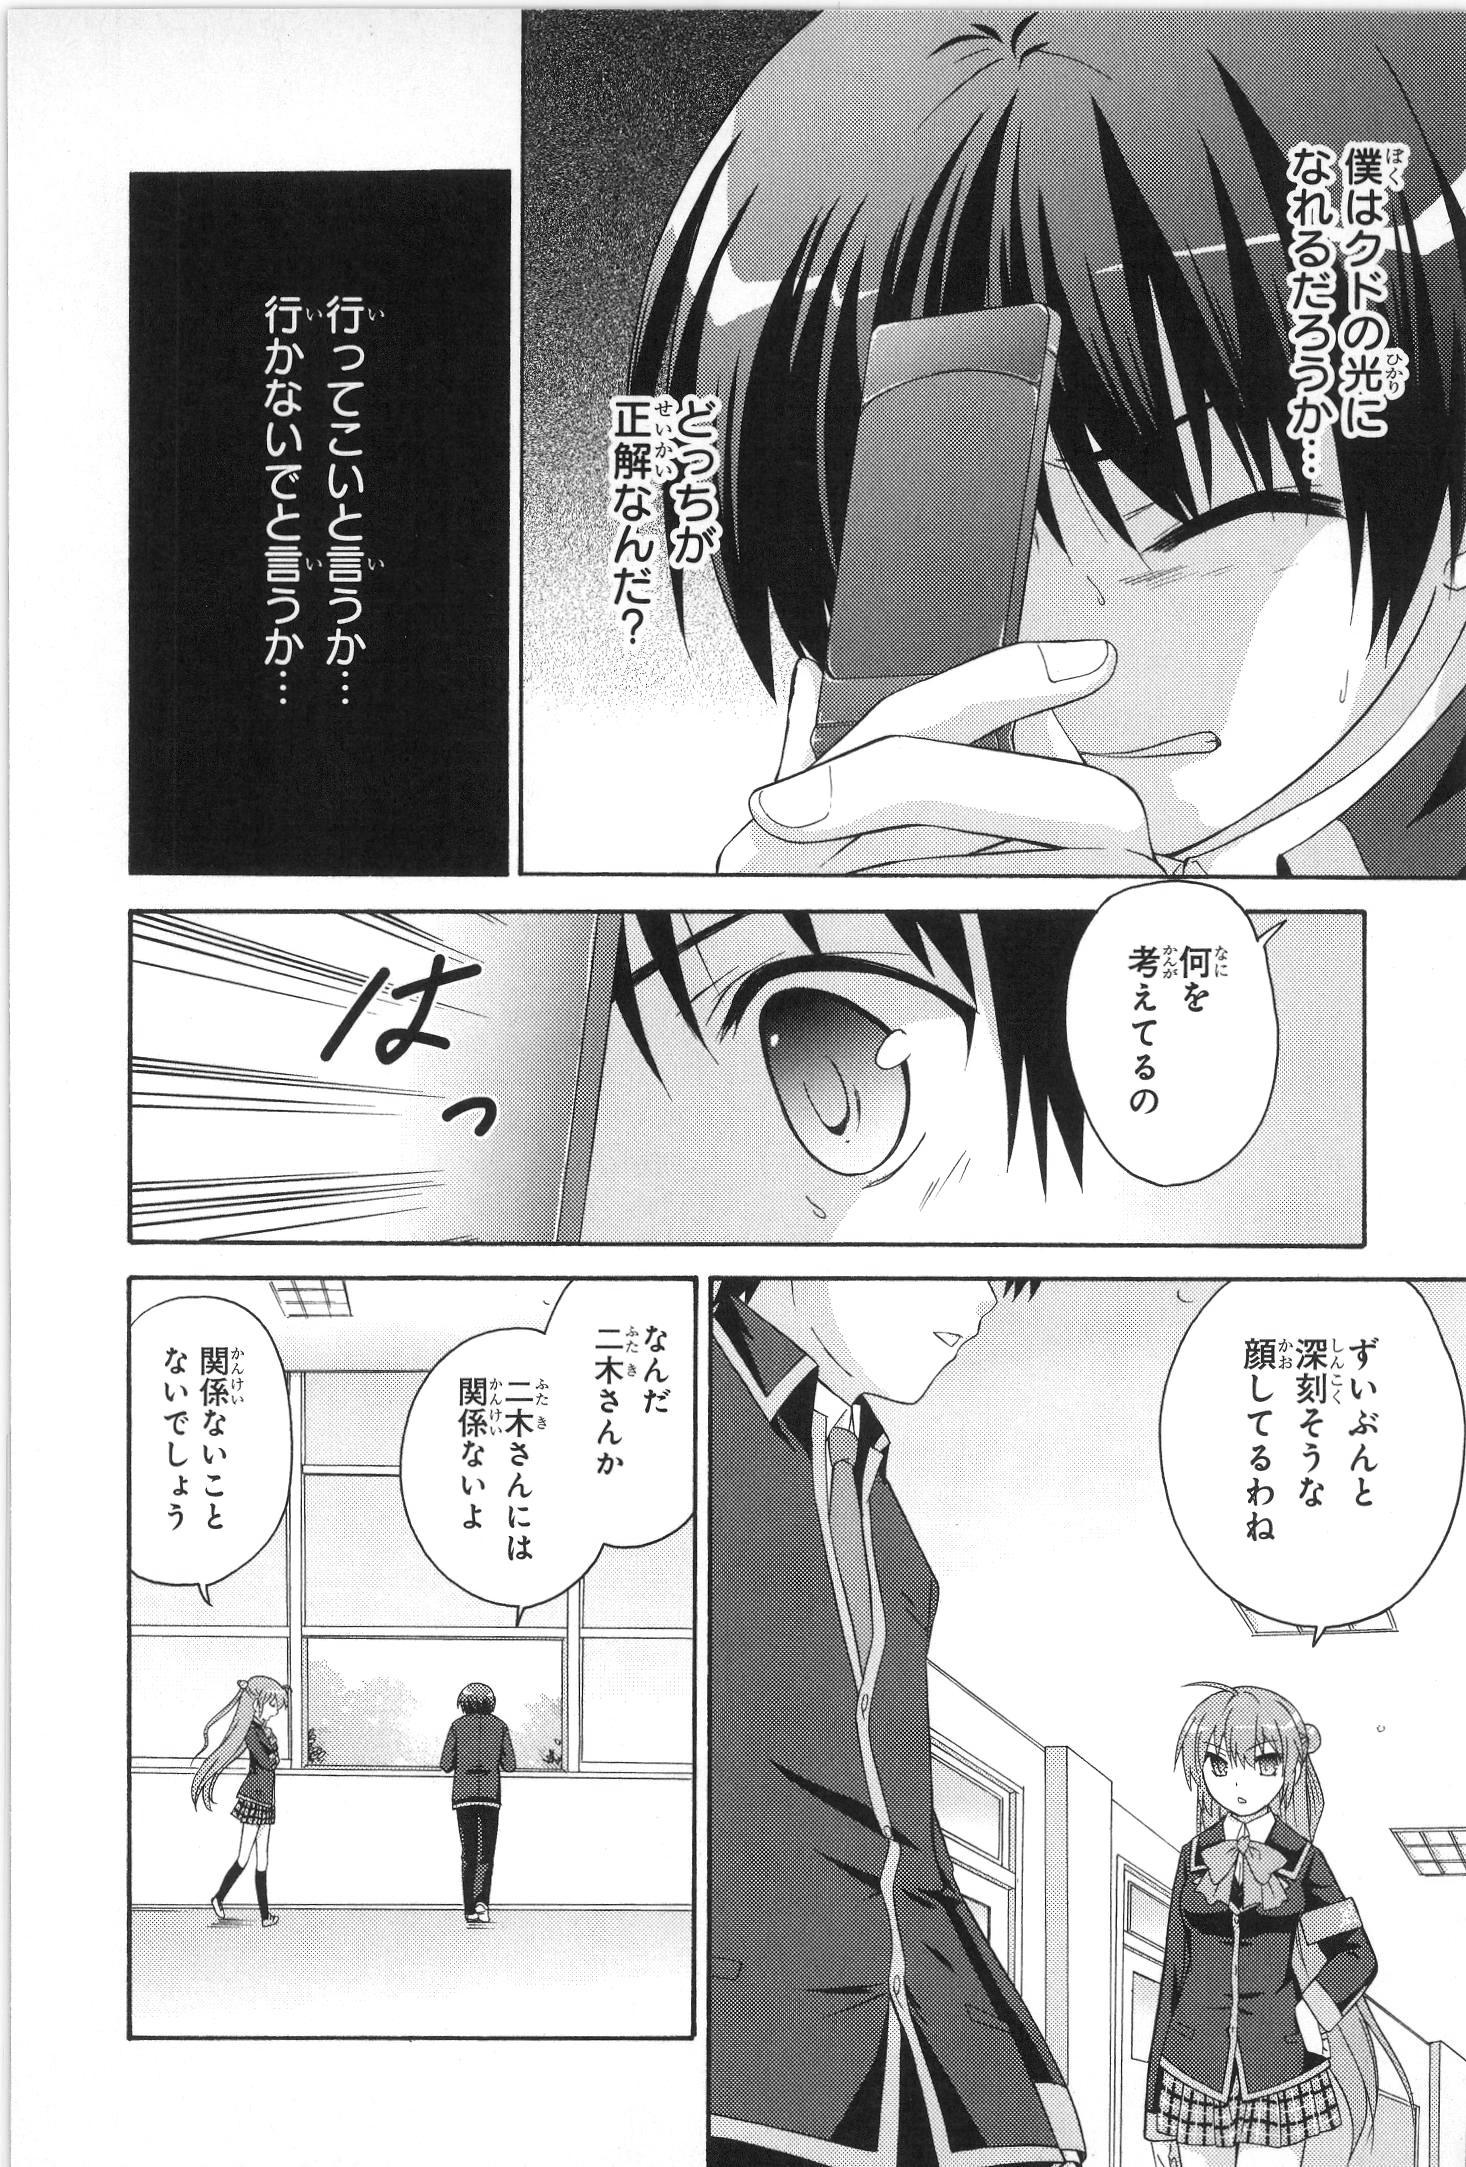 僕はクドの光に
なれるだろうか…
どっちが
正解なんだ?
行ってこいと言うか…
行かないでと言うか…
何を
考えてるの
はっ
ずいぶんと
深刻そうな
顔してるわね
なんだ
二木さんか
二木さんには
関係ないよ
関係ないこと
ないでしょう